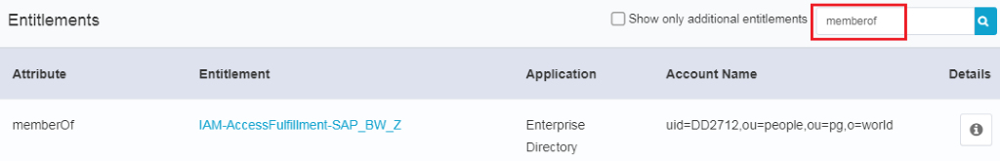 Entitlements
Show only additional entitlements
memberof
Attribute Entitlement Application Account Name Details
memberOf IAM-AccessFulfillment-SAP_BW_Z Enterprise uid=DD2712,ou=people,ou=pg,o=world
Directory